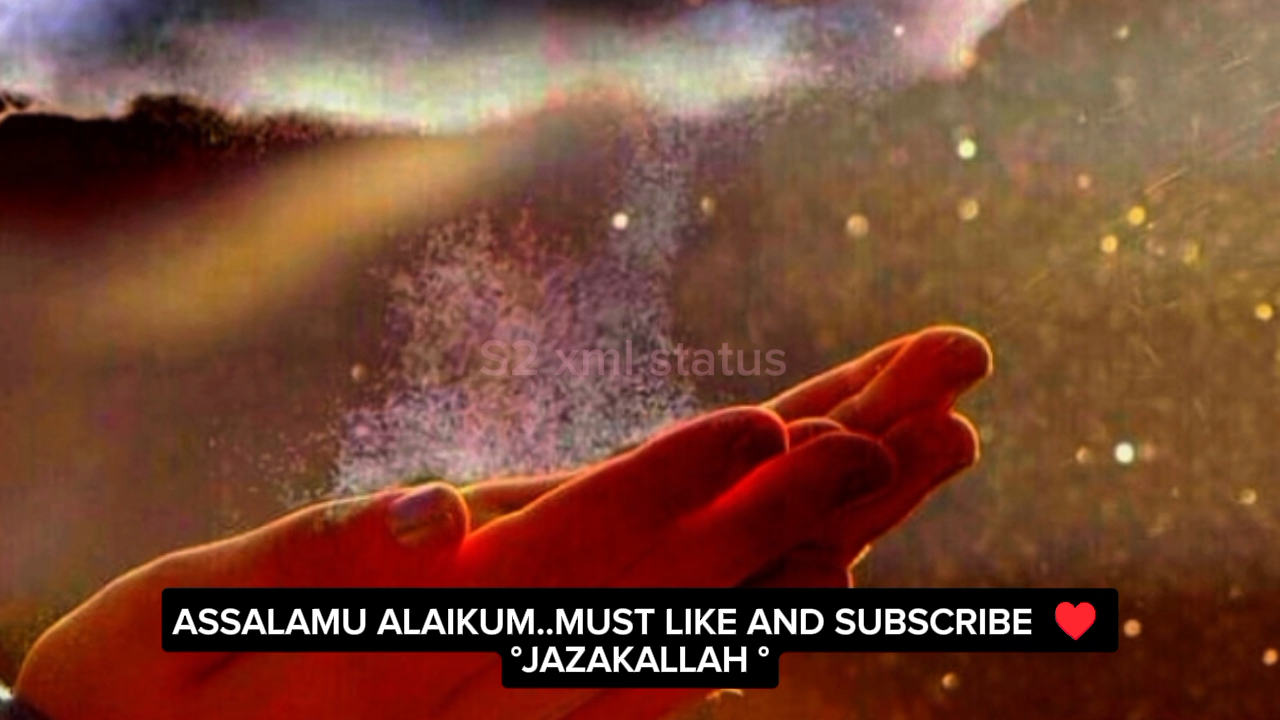 S2 xml status
ASSALAMU ALAIKUM..MUST LIKE AND SUBSCRIBE ♥️
°JAZAKALLAH °